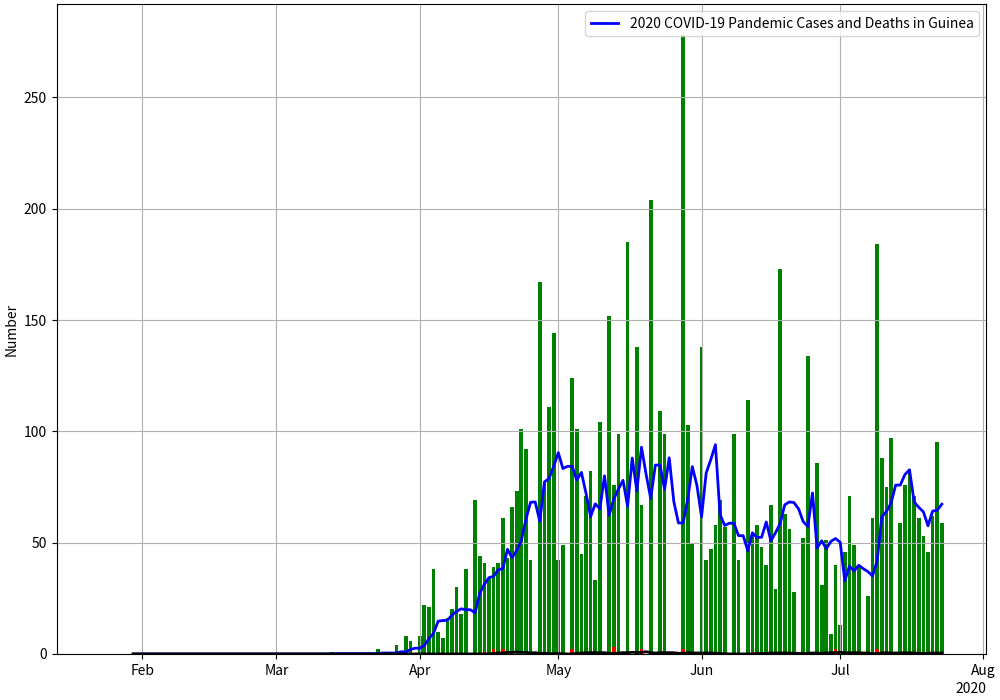 2020 COVID-19 Pandemic Cases and Deaths in Guinea
250
200
150
100
50
0
Number
Feb
Mar
Apr
May
Jun
Jul
Aug
2020